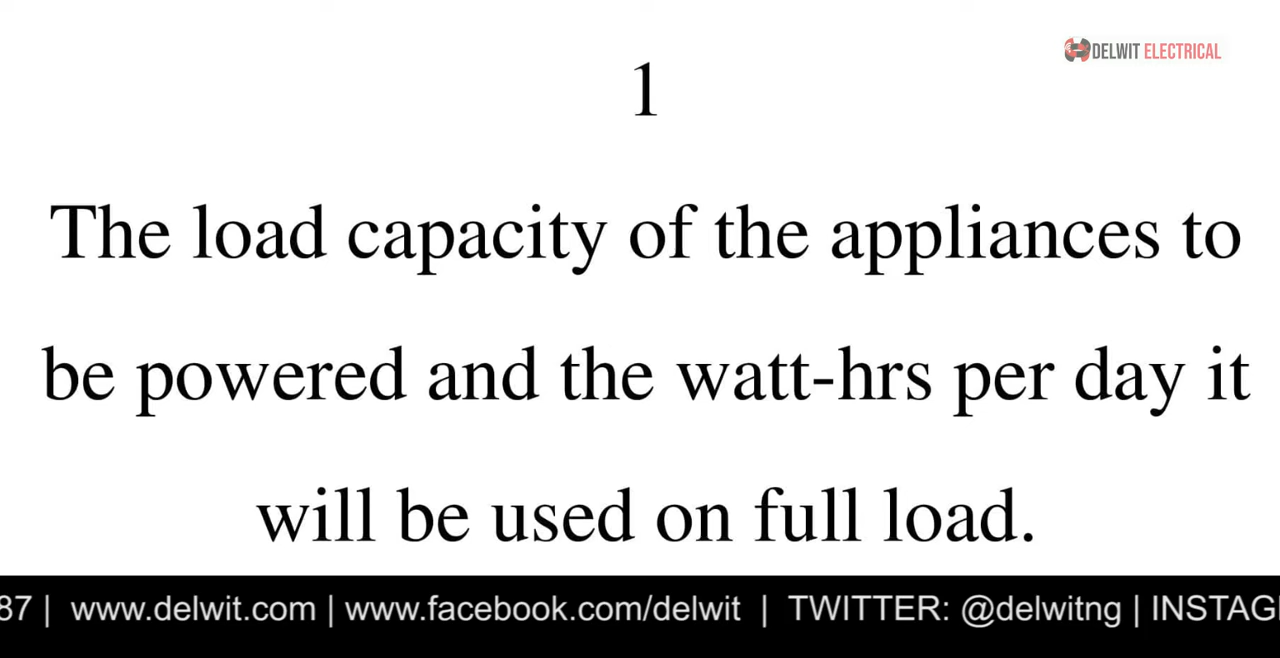 DELWIT ELECTRICAL
1
The load capacity of the appliances to
be powered and the watt-hrs per day it
will be used on full load.
87 | www.delwit.com | www.facebook.com/delwit | TWITTER: @delwitng | INSTAG